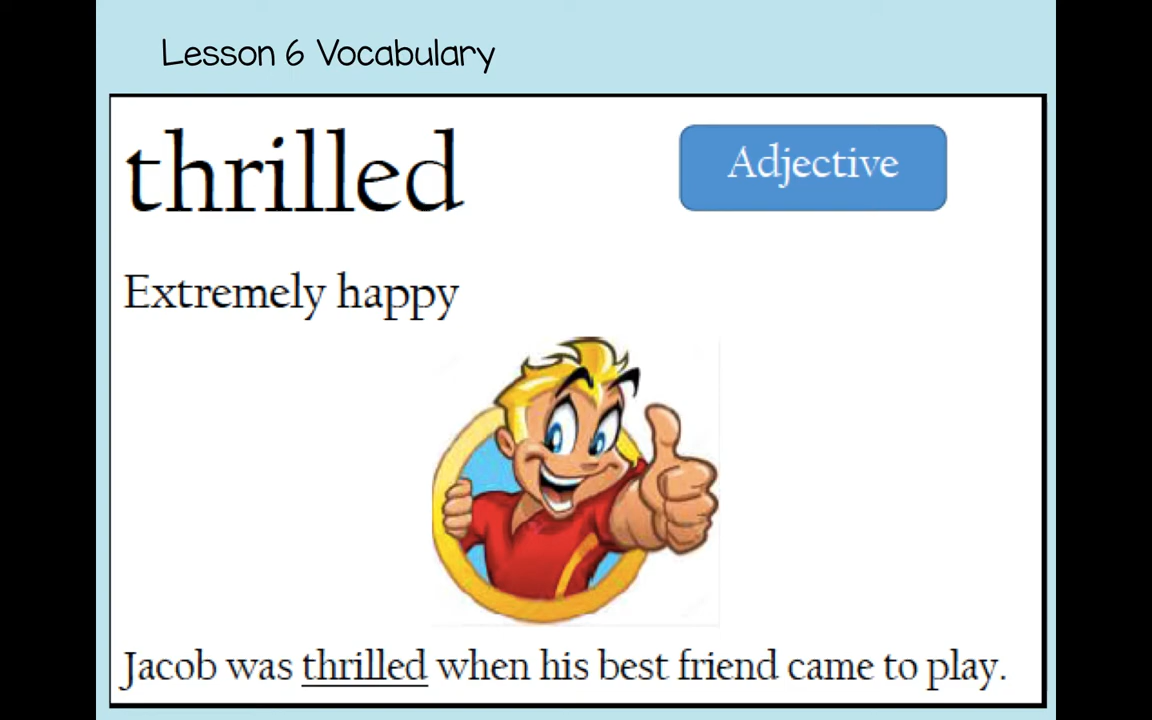 Lesson 6 Vocabulary
thrilled
Adjective
Extremely happy
Jacob was thrilled when his best friend came to play.